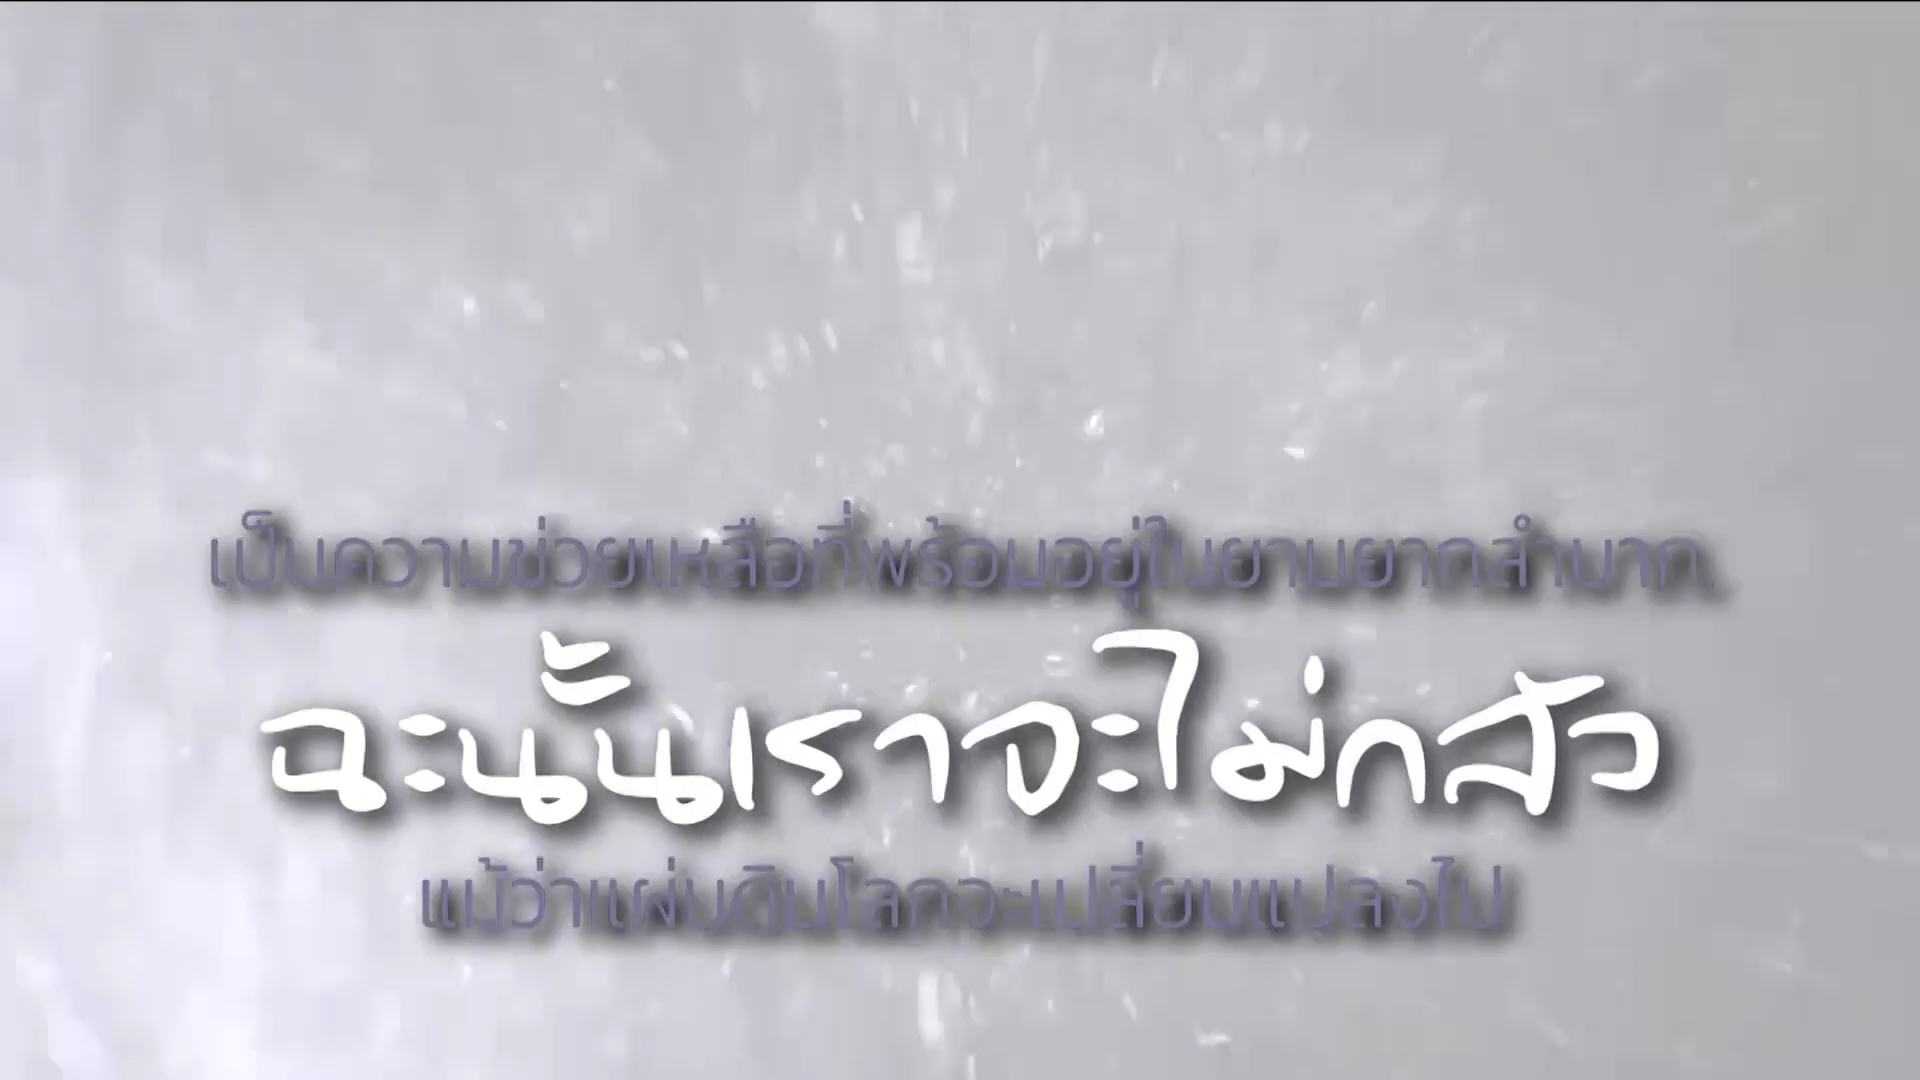 เป็นความช่วยเหลือที่พร้อมอยู่ในยามยากลำบาก
ฉะนั้นเราจะไม่กลัว
แม้ว่าแผ่นดินโลกจะเปลี่ยนแปลงไป